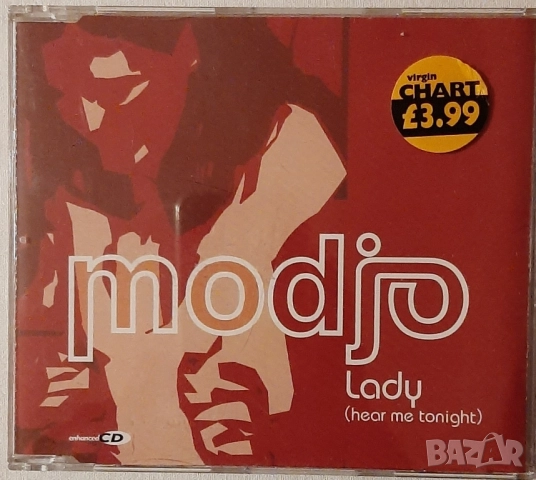 virgin
CHART
£3.99
modjo
Lady
(hear me tonight)
enhanced CD
BAZAR